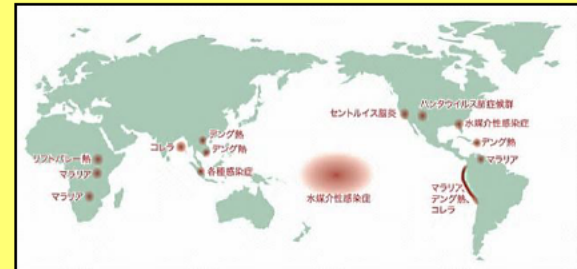 セントルイス脳炎
ハンタウイルス肺症候群
水媒介性感染症
デング熱
デング熱
コレラ
デング熱
リフトバレー熱
マラリア
マラリア
各種感染症
マラリア
水媒介性感染症
マラリア、
デング熱、
コレラ